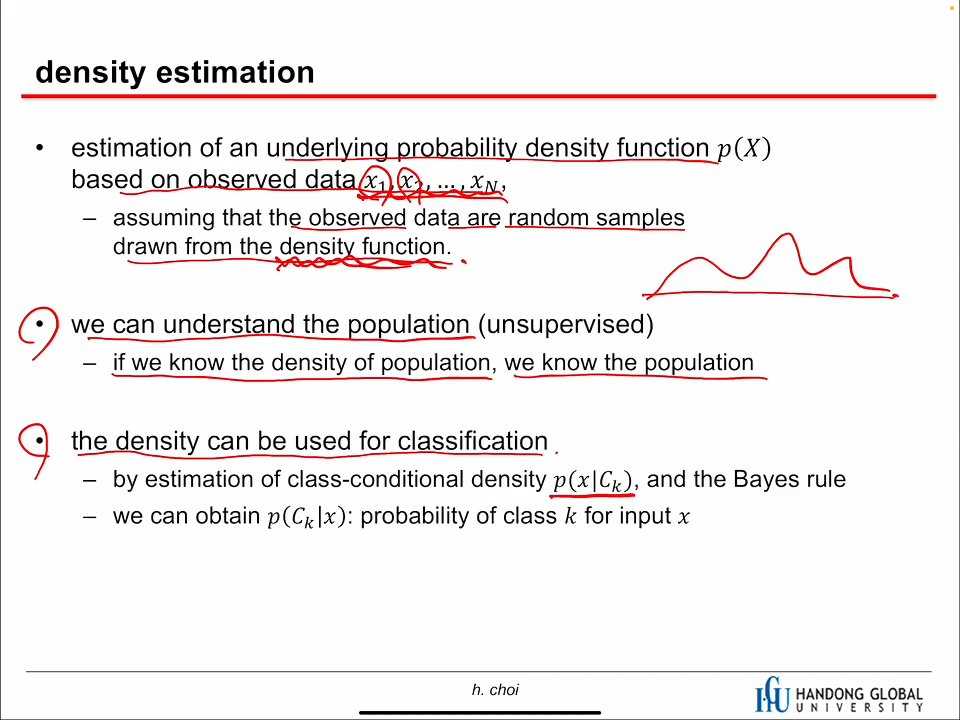 density estimation
• estimation of an underlying probability density function p(X)
based on observed data x₁, x₂, …, x_N,
– assuming that the observed data are random samples
drawn from the density function.
• we can understand the population (unsupervised)
– if we know the density of population, we know the population
• the density can be used for classification
– by estimation of class-conditional density p(x|C_k), and the Bayes rule
– we can obtain p(C_k|x): probability of class k for input x
h. choi
HANDONG GLOBAL
UNIVERSITY